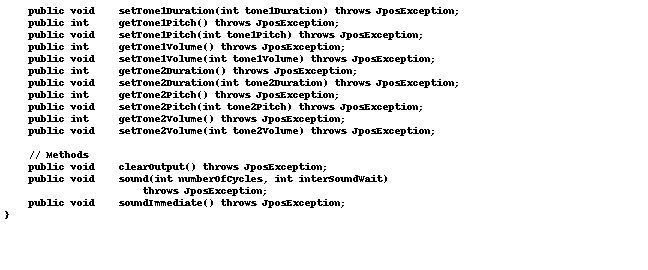 public void    setTone1Duration(int tone1Duration) throws JposException;
public int     getTone1Pitch() throws JposException;
public void    setTone1Pitch(int tone1Pitch) throws JposException;
public int     getTone1Volume() throws JposException;
public void    setTone1Volume(int tone1Volume) throws JposException;
public int     getTone2Duration() throws JposException;
public void    setTone2Duration(int tone2Duration) throws JposException;
public int     getTone2Pitch() throws JposException;
public void    setTone2Pitch(int tone2Pitch) throws JposException;
public int     getTone2Volume() throws JposException;
public void    setTone2Volume(int tone2Volume) throws JposException;
// Methods
public void    clearOutput() throws JposException;
public void    sound(int numberOfCycles, int interSoundWait)
throws JposException;
public void    soundImmediate() throws JposException;
}